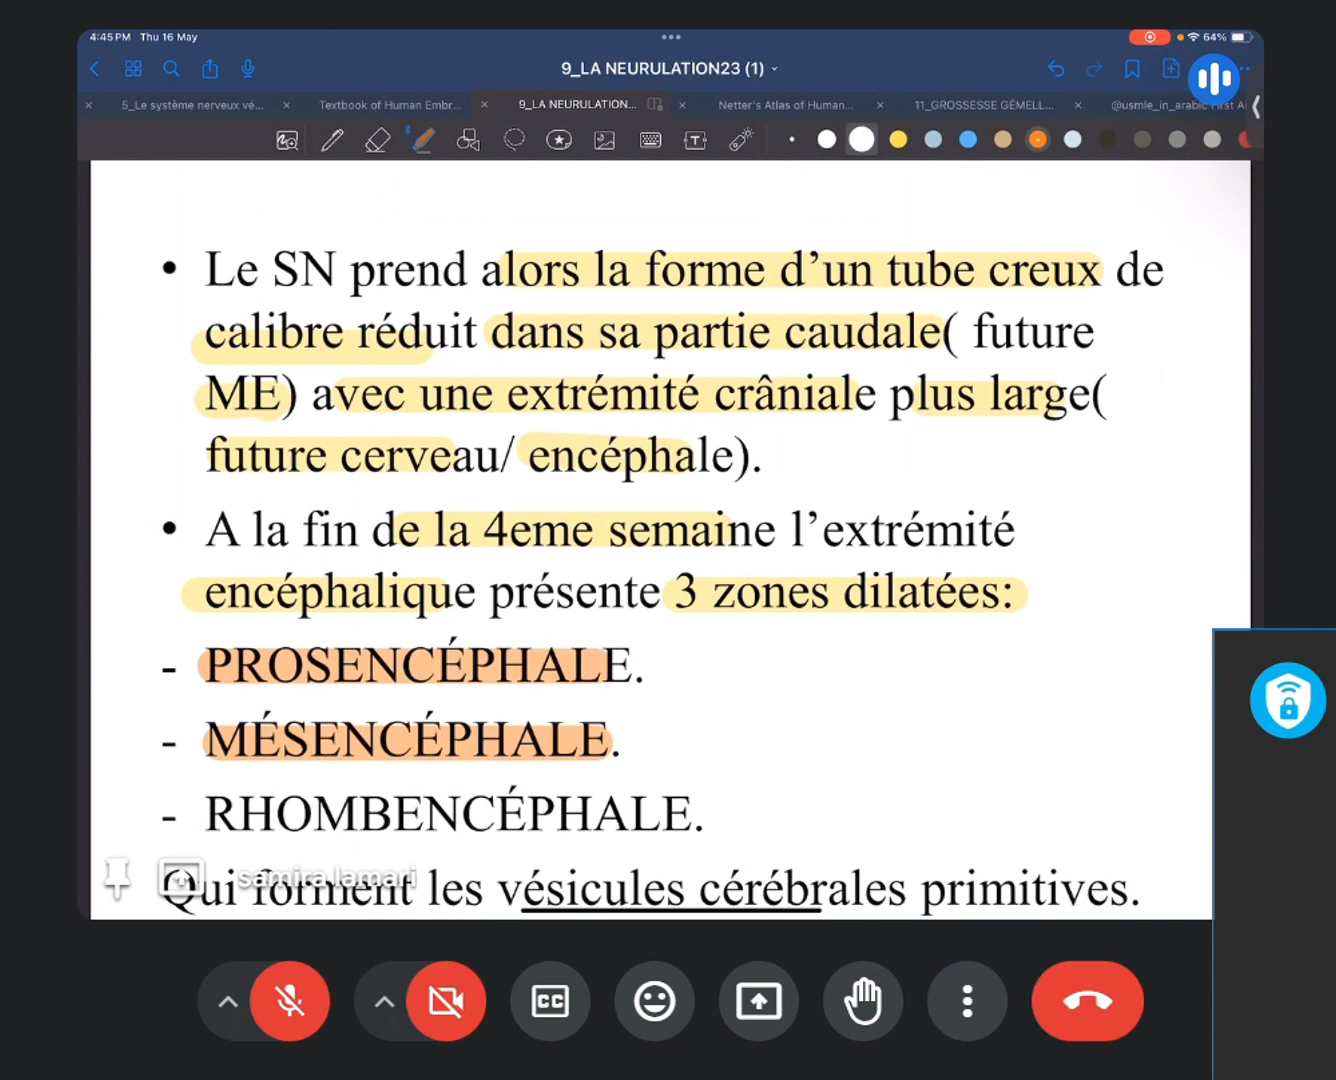 4:45 PM Thu 16 May
64%
9_LA NEURULATION23 (1)
5_Le système nerveux vé...
Textbook of Human Embr...
9_LA NEURULATION...
Netter's Atlas of Human...
11_GROSSESSE GÉMELL...
@usmle_in_arabic First Ai
• Le SN prend alors la forme d’un tube creux de
calibre réduit dans sa partie caudale( future
ME) avec une extrémité crâniale plus large(
future cerveau/ encéphale).
• A la fin de la 4eme semaine l’extrémité
encéphalique présente 3 zones dilatées:
- PROSENCÉPHALE.
- MÉSENCÉPHALE.
- RHOMBENCÉPHALE.
samira lamari
Qui forment les vésicules cérébrales primitives.
CC